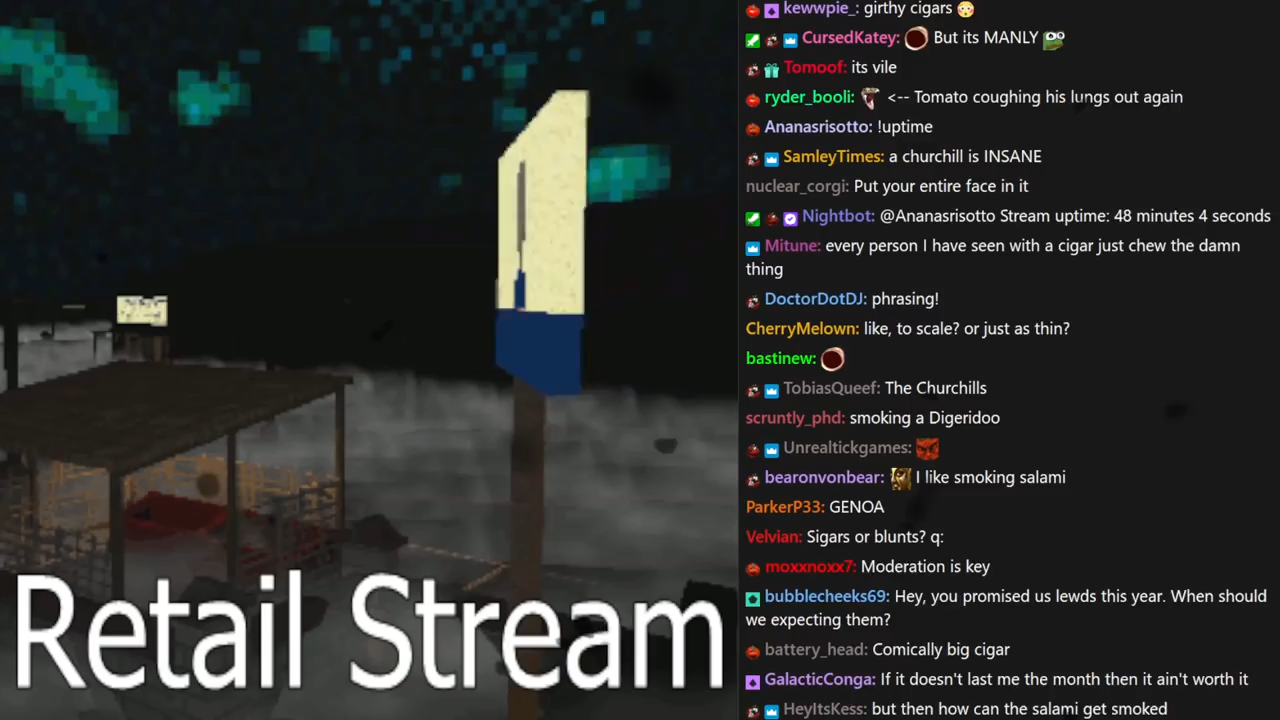 kewwpie_: girthy cigars
CursedKatey: But its MANLY
Tomoof: its vile
ryder_booli: <-- Tomato coughing his lungs out again
Ananasrisotto: !uptime
SamleyTimes: a churchill is INSANE
nuclear_corgi: Put your entire face in it
Nightbot: @Ananasrisotto Stream uptime: 48 minutes 4 seconds
Mitune: every person I have seen with a cigar just chew the damn
thing
DoctorDotDJ: phrasing!
CherryMelown: like, to scale? or just as thin?
bastinew:
TobiasQueef: The Churchills
scruntly_phd: smoking a Digeridoo
Unrealtickgames:
bearonvonbear: I like smoking salami
ParkerP33: GENOA
Velvian: Sigars or blunts? q:
moxxnoxx7: Moderation is key
bubblecheeks69: Hey, you promised us lewds this year. When should
we expecting them?
battery_head: Comically big cigar
GalacticConga: If it doesn't last me the month then it ain't worth it
HeyItsKess: but then how can the salami get smoked
Retail Stream